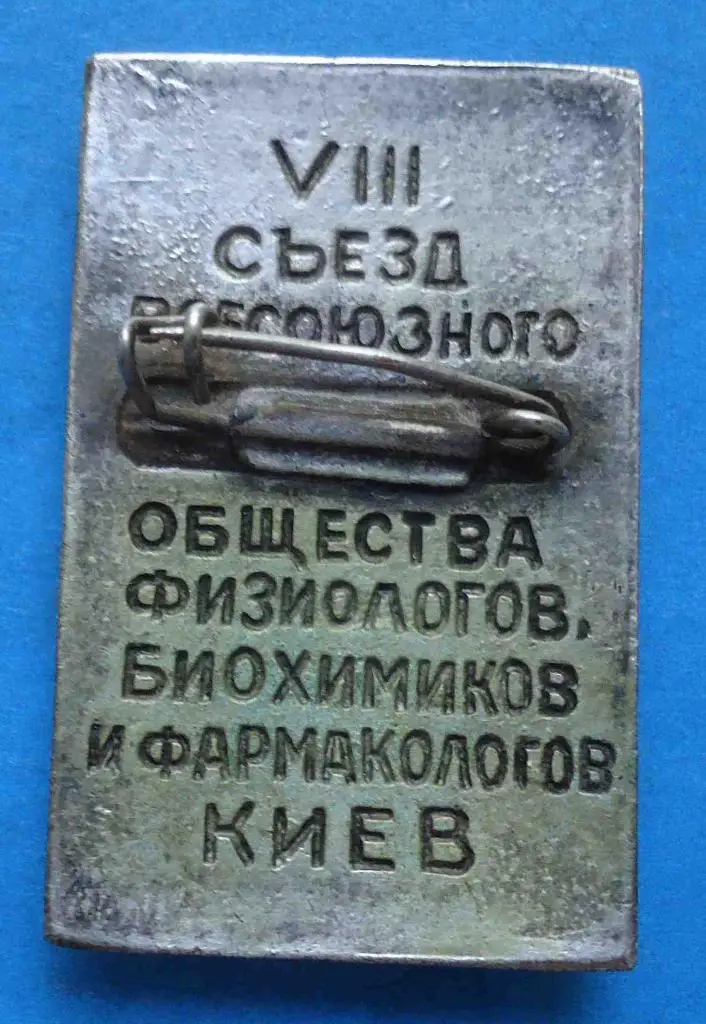 VIII
СЪЕЗД
ВСЕСОЮЗНОГО
ОБЩЕСТВА
ФИЗИОЛОГОВ,
БИОХИМИКОВ
И ФАРМАКОЛОГОВ
КИЕВ